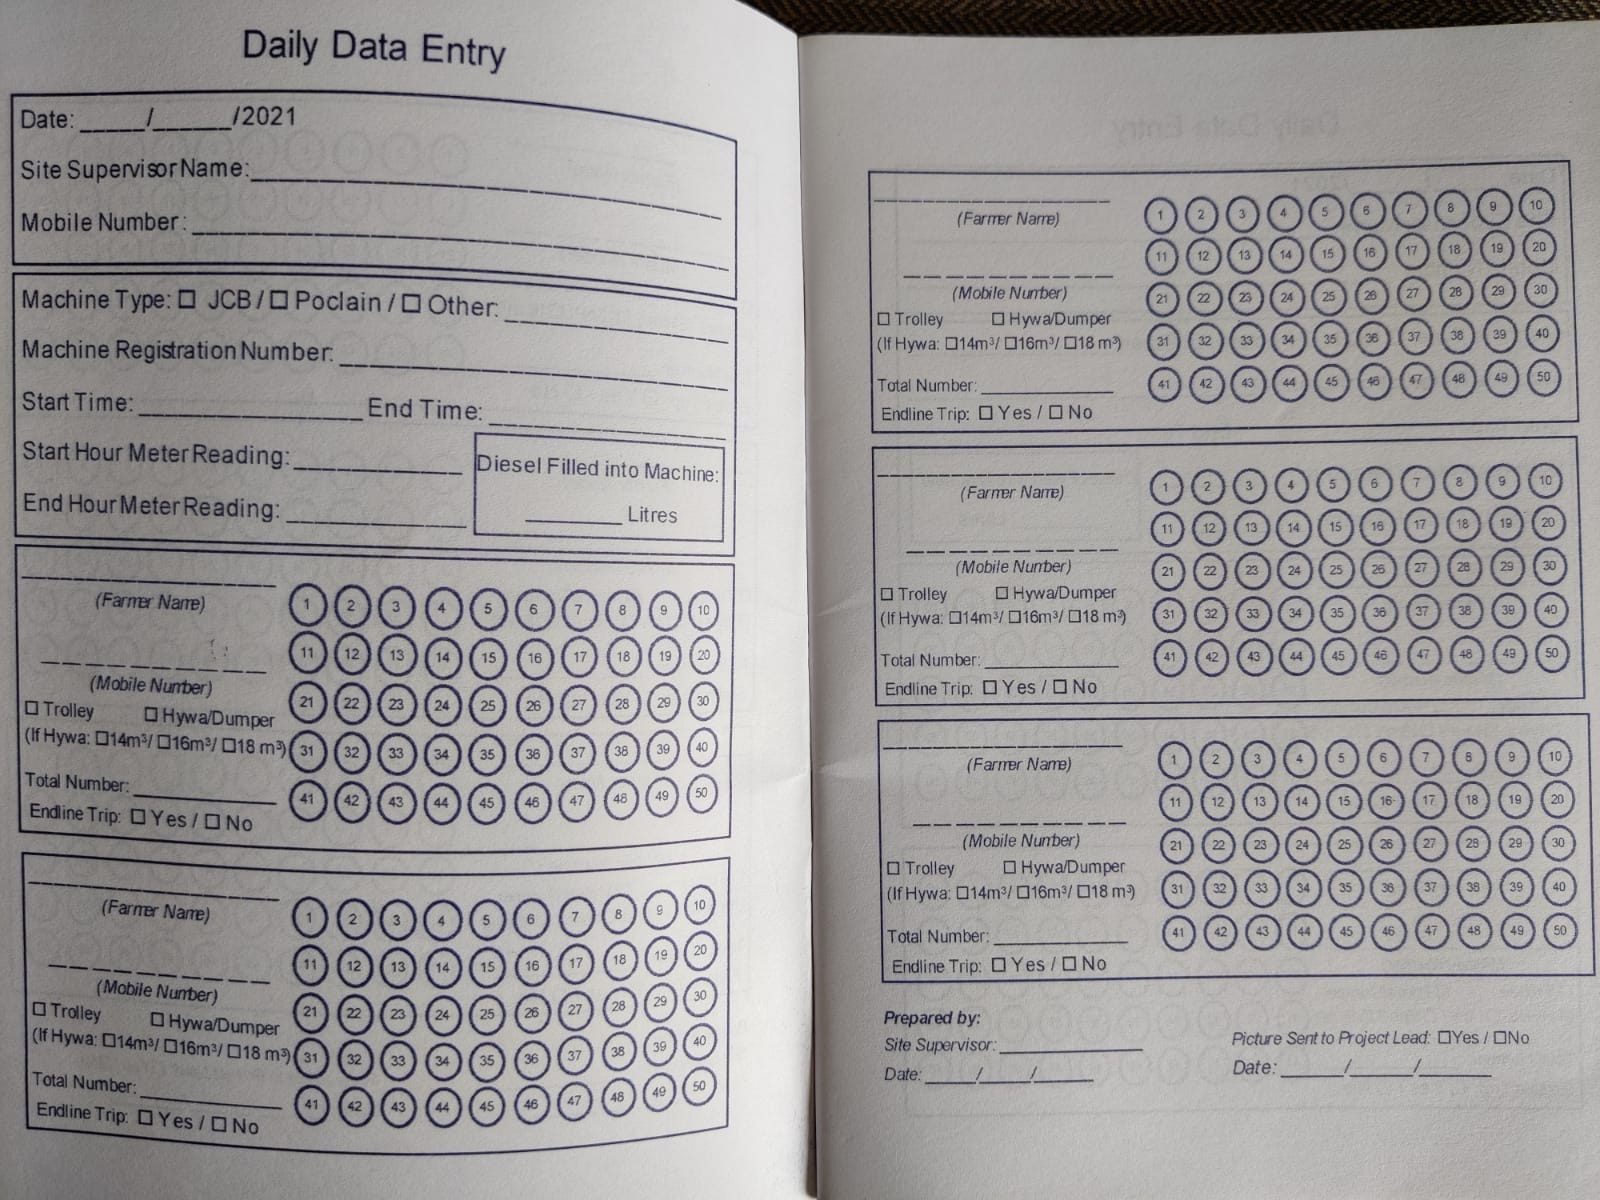 Daily Data Entry
Date: _____/______/2021
Site Supervisor Name:______________________
Mobile Number: ______________________
Machine Type: ☐ JCB / ☐ Poclain / ☐ Other: ____________
Machine Registration Number: ____________________
Start Time: ______________ End Time: ______________
Start Hour Meter Reading: ____________
End Hour Meter Reading: ____________
Diesel Filled into Machine:
________ Litres
(Farmer Name)
(Mobile Number)
☐ Trolley ☐ Hywa/Dumper
(If Hywa: ☐14m³/ ☐16m³/ ☐18 m³)
Total Number: ____________
Endline Trip: ☐ Yes / ☐ No
1 2 3 4 5 6 7 8 9 10
11 12 13 14 15 16 17 18 19 20
21 22 23 24 25 26 27 28 29 30
31 32 33 34 35 36 37 38 39 40
41 42 43 44 45 46 47 48 49 50
(Farmer Name)
(Mobile Number)
☐ Trolley ☐ Hywa/Dumper
(If Hywa: ☐14m³/ ☐16m³/ ☐18 m³)
Total Number: ____________
Endline Trip: ☐ Yes / ☐ No
1 2 3 4 5 6 7 8 9 10
11 12 13 14 15 16 17 18 19 20
21 22 23 24 25 26 27 28 29 30
31 32 33 34 35 36 37 38 39 40
41 42 43 44 45 46 47 48 49 50
(Farmer Name)
(Mobile Number)
☐ Trolley ☐ Hywa/Dumper
(If Hywa: ☐14m³/ ☐16m³/ ☐18 m³)
Total Number: ____________
Endline Trip: ☐ Yes / ☐ No
1 2 3 4 5 6 7 8 9 10
11 12 13 14 15 16 17 18 19 20
21 22 23 24 25 26 27 28 29 30
31 32 33 34 35 36 37 38 39 40
41 42 43 44 45 46 47 48 49 50
(Farmer Name)
(Mobile Number)
☐ Trolley ☐ Hywa/Dumper
(If Hywa: ☐14m³/ ☐16m³/ ☐18 m³)
Total Number: ____________
Endline Trip: ☐ Yes / ☐ No
1 2 3 4 5 6 7 8 9 10
11 12 13 14 15 16 17 18 19 20
21 22 23 24 25 26 27 28 29 30
31 32 33 34 35 36 37 38 39 40
41 42 43 44 45 46 47 48 49 50
(Farmer Name)
(Mobile Number)
☐ Trolley ☐ Hywa/Dumper
(If Hywa: ☐14m³/ ☐16m³/ ☐18 m³)
Total Number: ____________
Endline Trip: ☐ Yes / ☐ No
1 2 3 4 5 6 7 8 9 10
11 12 13 14 15 16 17 18 19 20
21 22 23 24 25 26 27 28 29 30
31 32 33 34 35 36 37 38 39 40
41 42 43 44 45 46 47 48 49 50
Prepared by:
Site Supervisor: ______________
Date: _____/_____/______
Picture Sent to Project Lead: ☐Yes / ☐No
Date: ______/______/_______